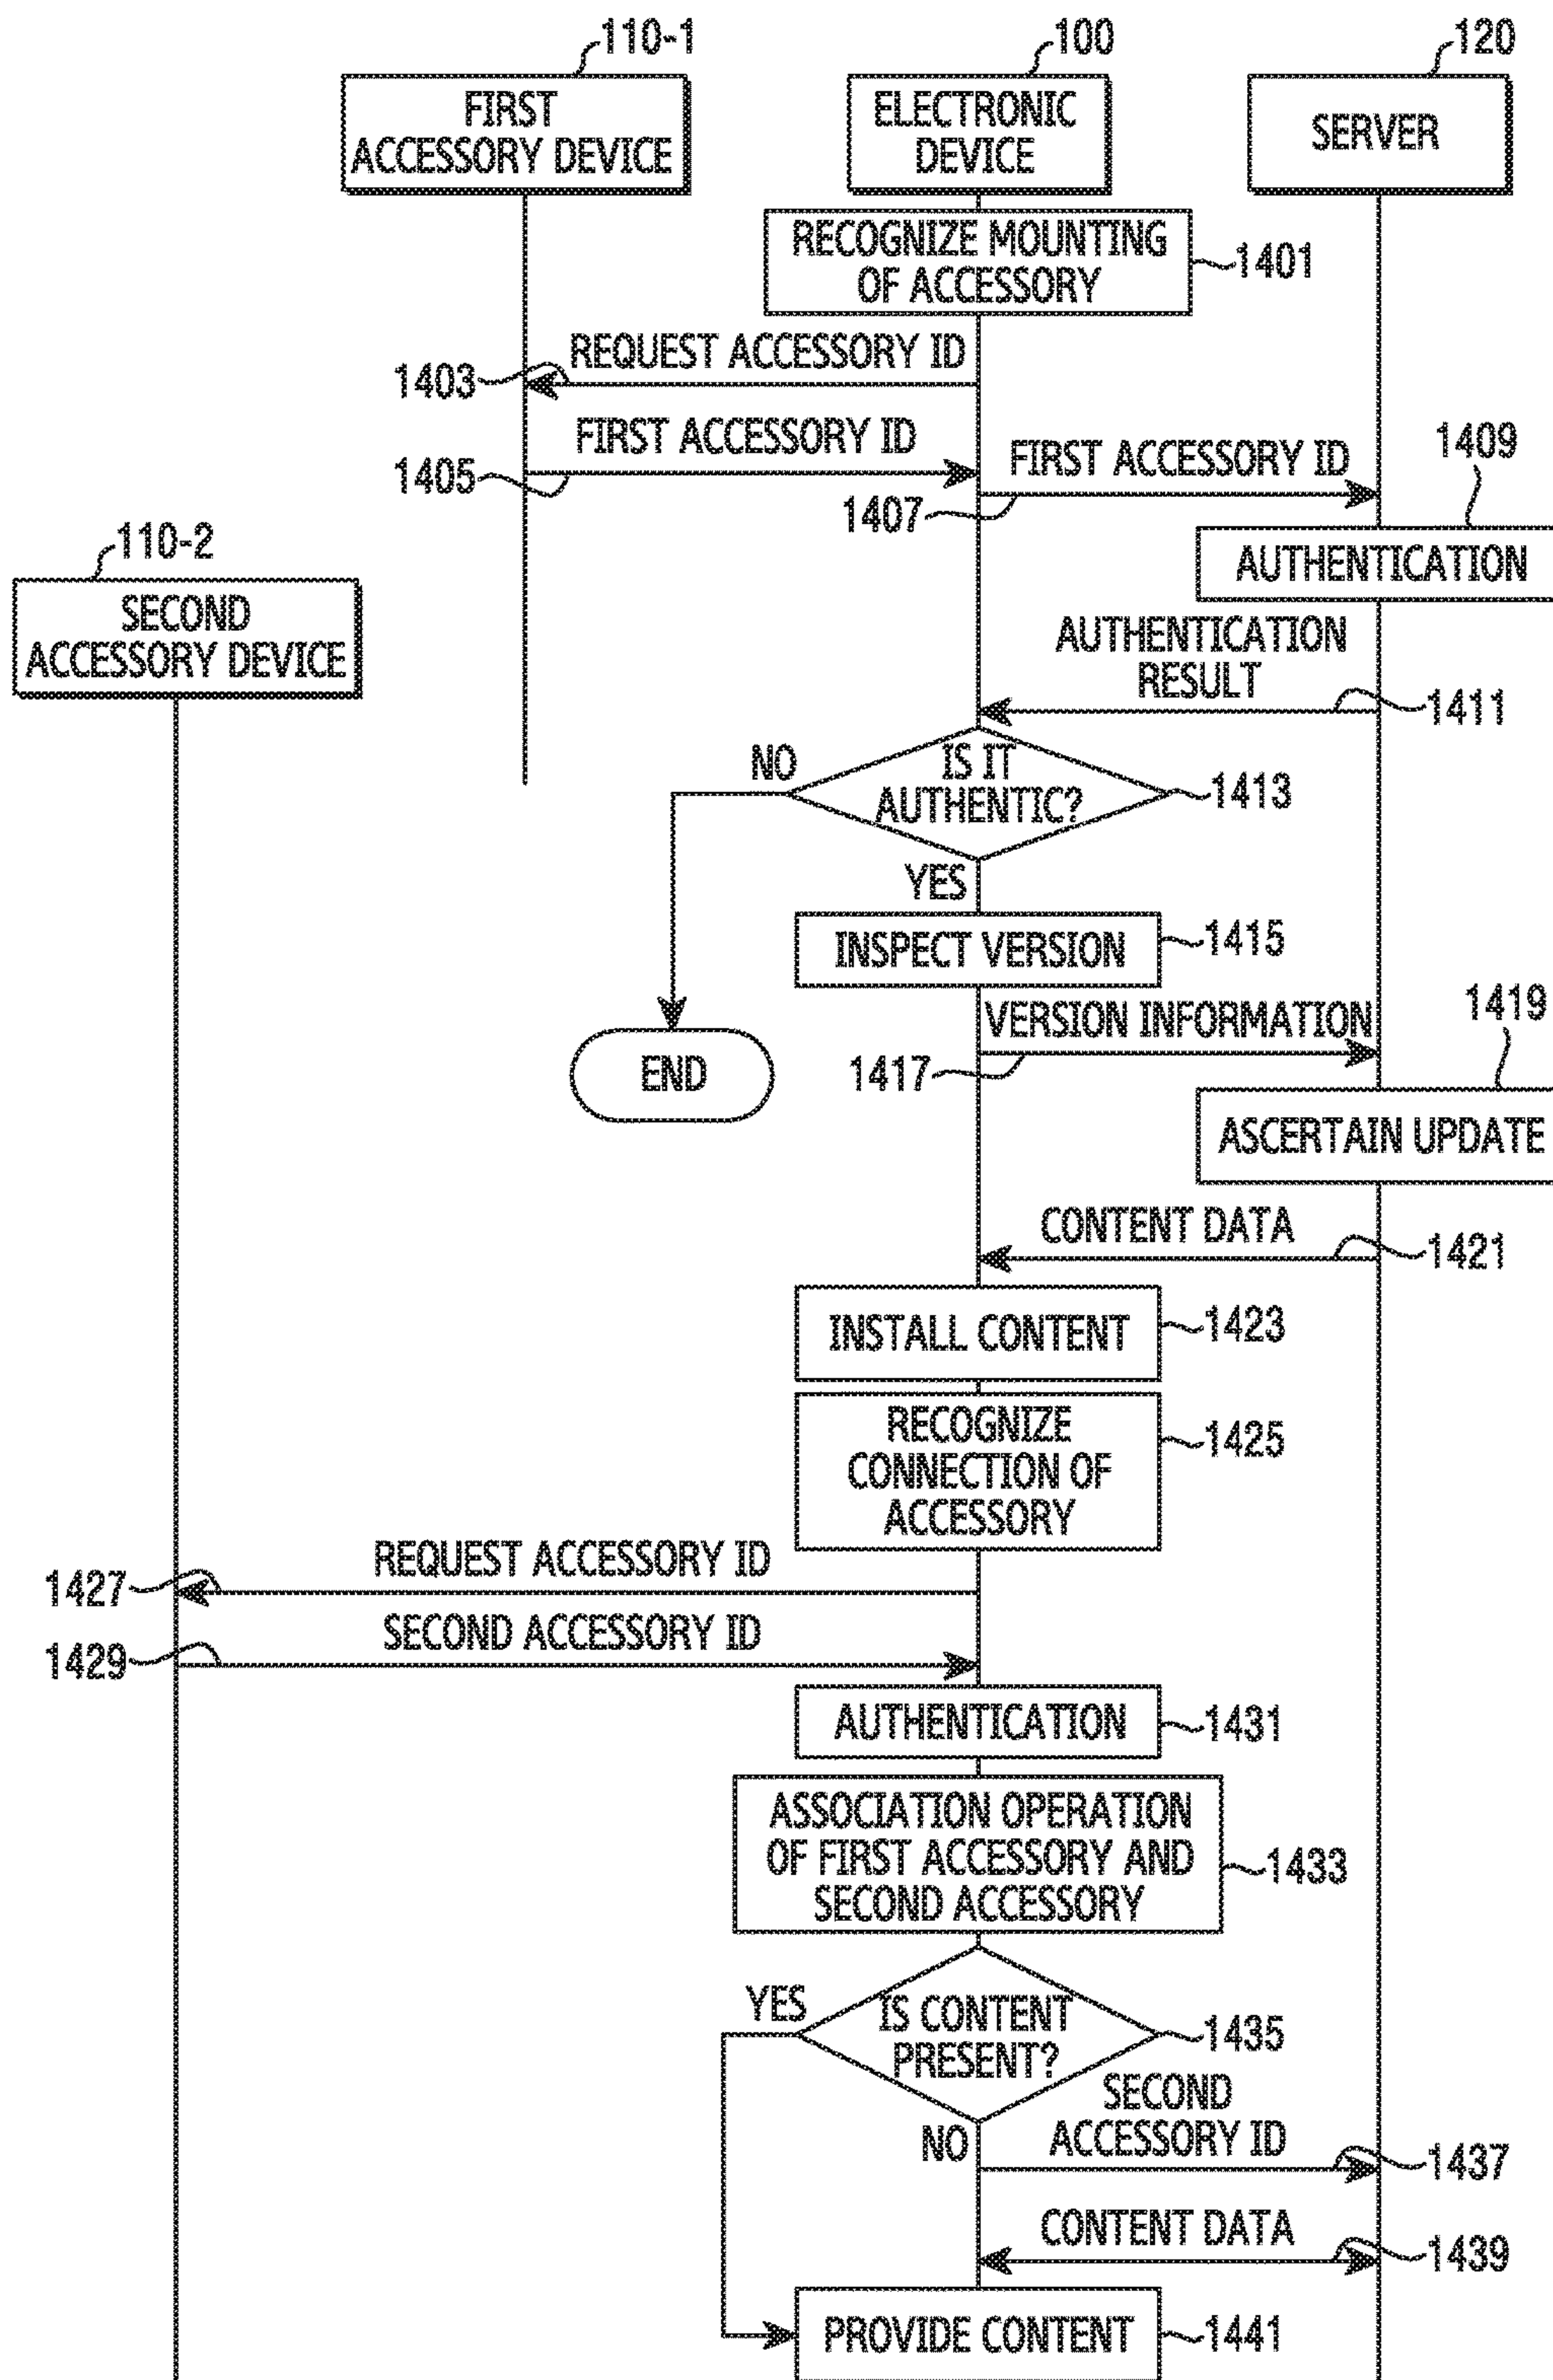 110-1
100
120
FIRST
ACCESSORY DEVICE
ELECTRONIC
DEVICE
SERVER
RECOGNIZE MOUNTING
OF ACCESSORY
1401
REQUEST ACCESSORY ID
1403
FIRST ACCESSORY ID
1405
FIRST ACCESSORY ID
1407
1409
AUTHENTICATION
110-2
SECOND
ACCESSORY DEVICE
AUTHENTICATION
RESULT
1411
IS IT
AUTHENTIC?
1413
NO
YES
INSPECT VERSION
1415
END
VERSION INFORMATION
1417
1419
ASCERTAIN UPDATE
CONTENT DATA
1421
INSTALL CONTENT
1423
RECOGNIZE
CONNECTION OF
ACCESSORY
1425
REQUEST ACCESSORY ID
1427
SECOND ACCESSORY ID
1429
AUTHENTICATION
1431
ASSOCIATION OPERATION
OF FIRST ACCESSORY AND
SECOND ACCESSORY
1433
YES
IS CONTENT
PRESENT?
1435
NO
SECOND
ACCESSORY ID
1437
CONTENT DATA
1439
PROVIDE CONTENT
1441